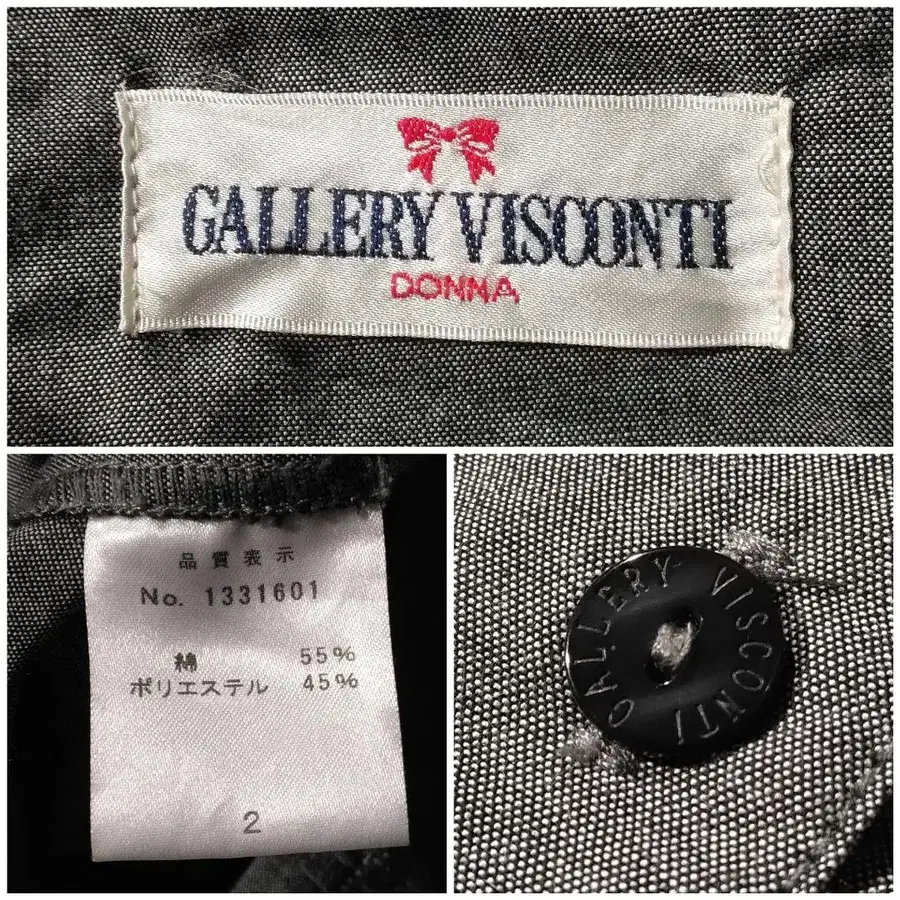 GALLERY VISCONTI
DONNA
品質表示
No. 1331601
綿 55%
ポリエステル 45%
2
GALLERY VISCONTI